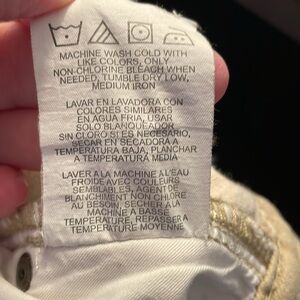 MACHINE WASH COLD WITH
LIKE COLORS, ONLY
NON-CHLORINE BLEACH WHEN
NEEDED, TUMBLE DRY LOW,
MEDIUM IRON
LAVAR EN LAVADORA CON
COLORES SIMILARES
EN AGUA FRIA, USAR
SOLO BLANQUEADOR
SIN CLORO SI ES NECESARIO,
SECAR EN SECADORA A
TEMPERATURA BAJA, PLANCHAR
A TEMPERATURA MEDIA
LAVER A LA MACHINE A L'EAU
FROIDE AVEC COULEURS
SEMBLABLES, AGENT DE
BLANCHIMENT NON CHLORE
AU BESOIN, SECHER A LA
MACHINE A BASSE
TEMPERATURE, REPASSER A
TEMPERATURE MOYENNE